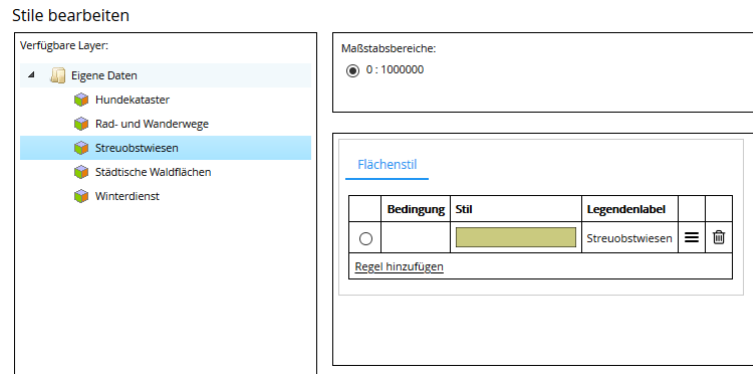 Stile bearbeiten
Verfügbare Layer:
Eigene Daten
Hundekataster
Rad- und Wanderwege
Streuobstwiesen
Städtische Waldflächen
Winterdienst
Maßstabsbereiche:
0 : 1000000
Flächenstil
Bedingung Stil Legendenlabel
Streuobstwiesen
Regel hinzufügen